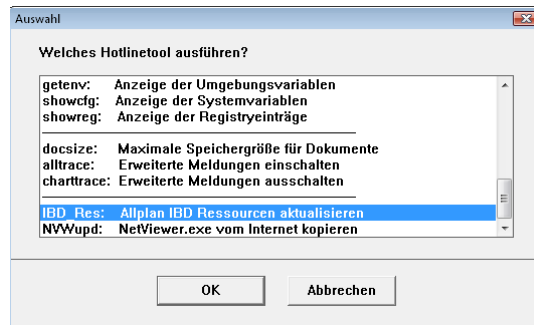 Auswahl
Welches Hotlinetool ausführen?
getenv: Anzeige der Umgebungsvariablen
showcfg: Anzeige der Systemvariablen
showreg: Anzeige der Registryeinträge
docsize: Maximale Speichergröße für Dokumente
alltrace: Erweiterte Meldungen einschalten
charttrace: Erweiterte Meldungen ausschalten
IBD_Res: Allplan IBD Ressourcen aktualisieren
NVWupd: NetViewer.exe vom Internet kopieren
OK Abbrechen